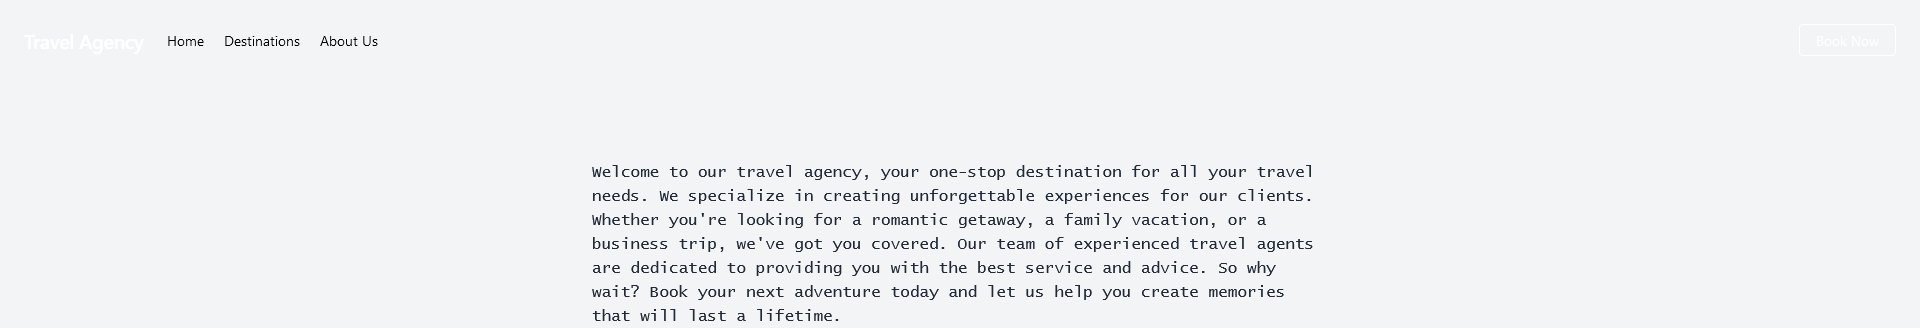 Travel Agency Home Destinations About Us Book Now
Welcome to our travel agency, your one-stop destination for all your travel
needs. We specialize in creating unforgettable experiences for our clients.
Whether you're looking for a romantic getaway, a family vacation, or a
business trip, we've got you covered. Our team of experienced travel agents
are dedicated to providing you with the best service and advice. So why
wait? Book your next adventure today and let us help you create memories
that will last a lifetime.